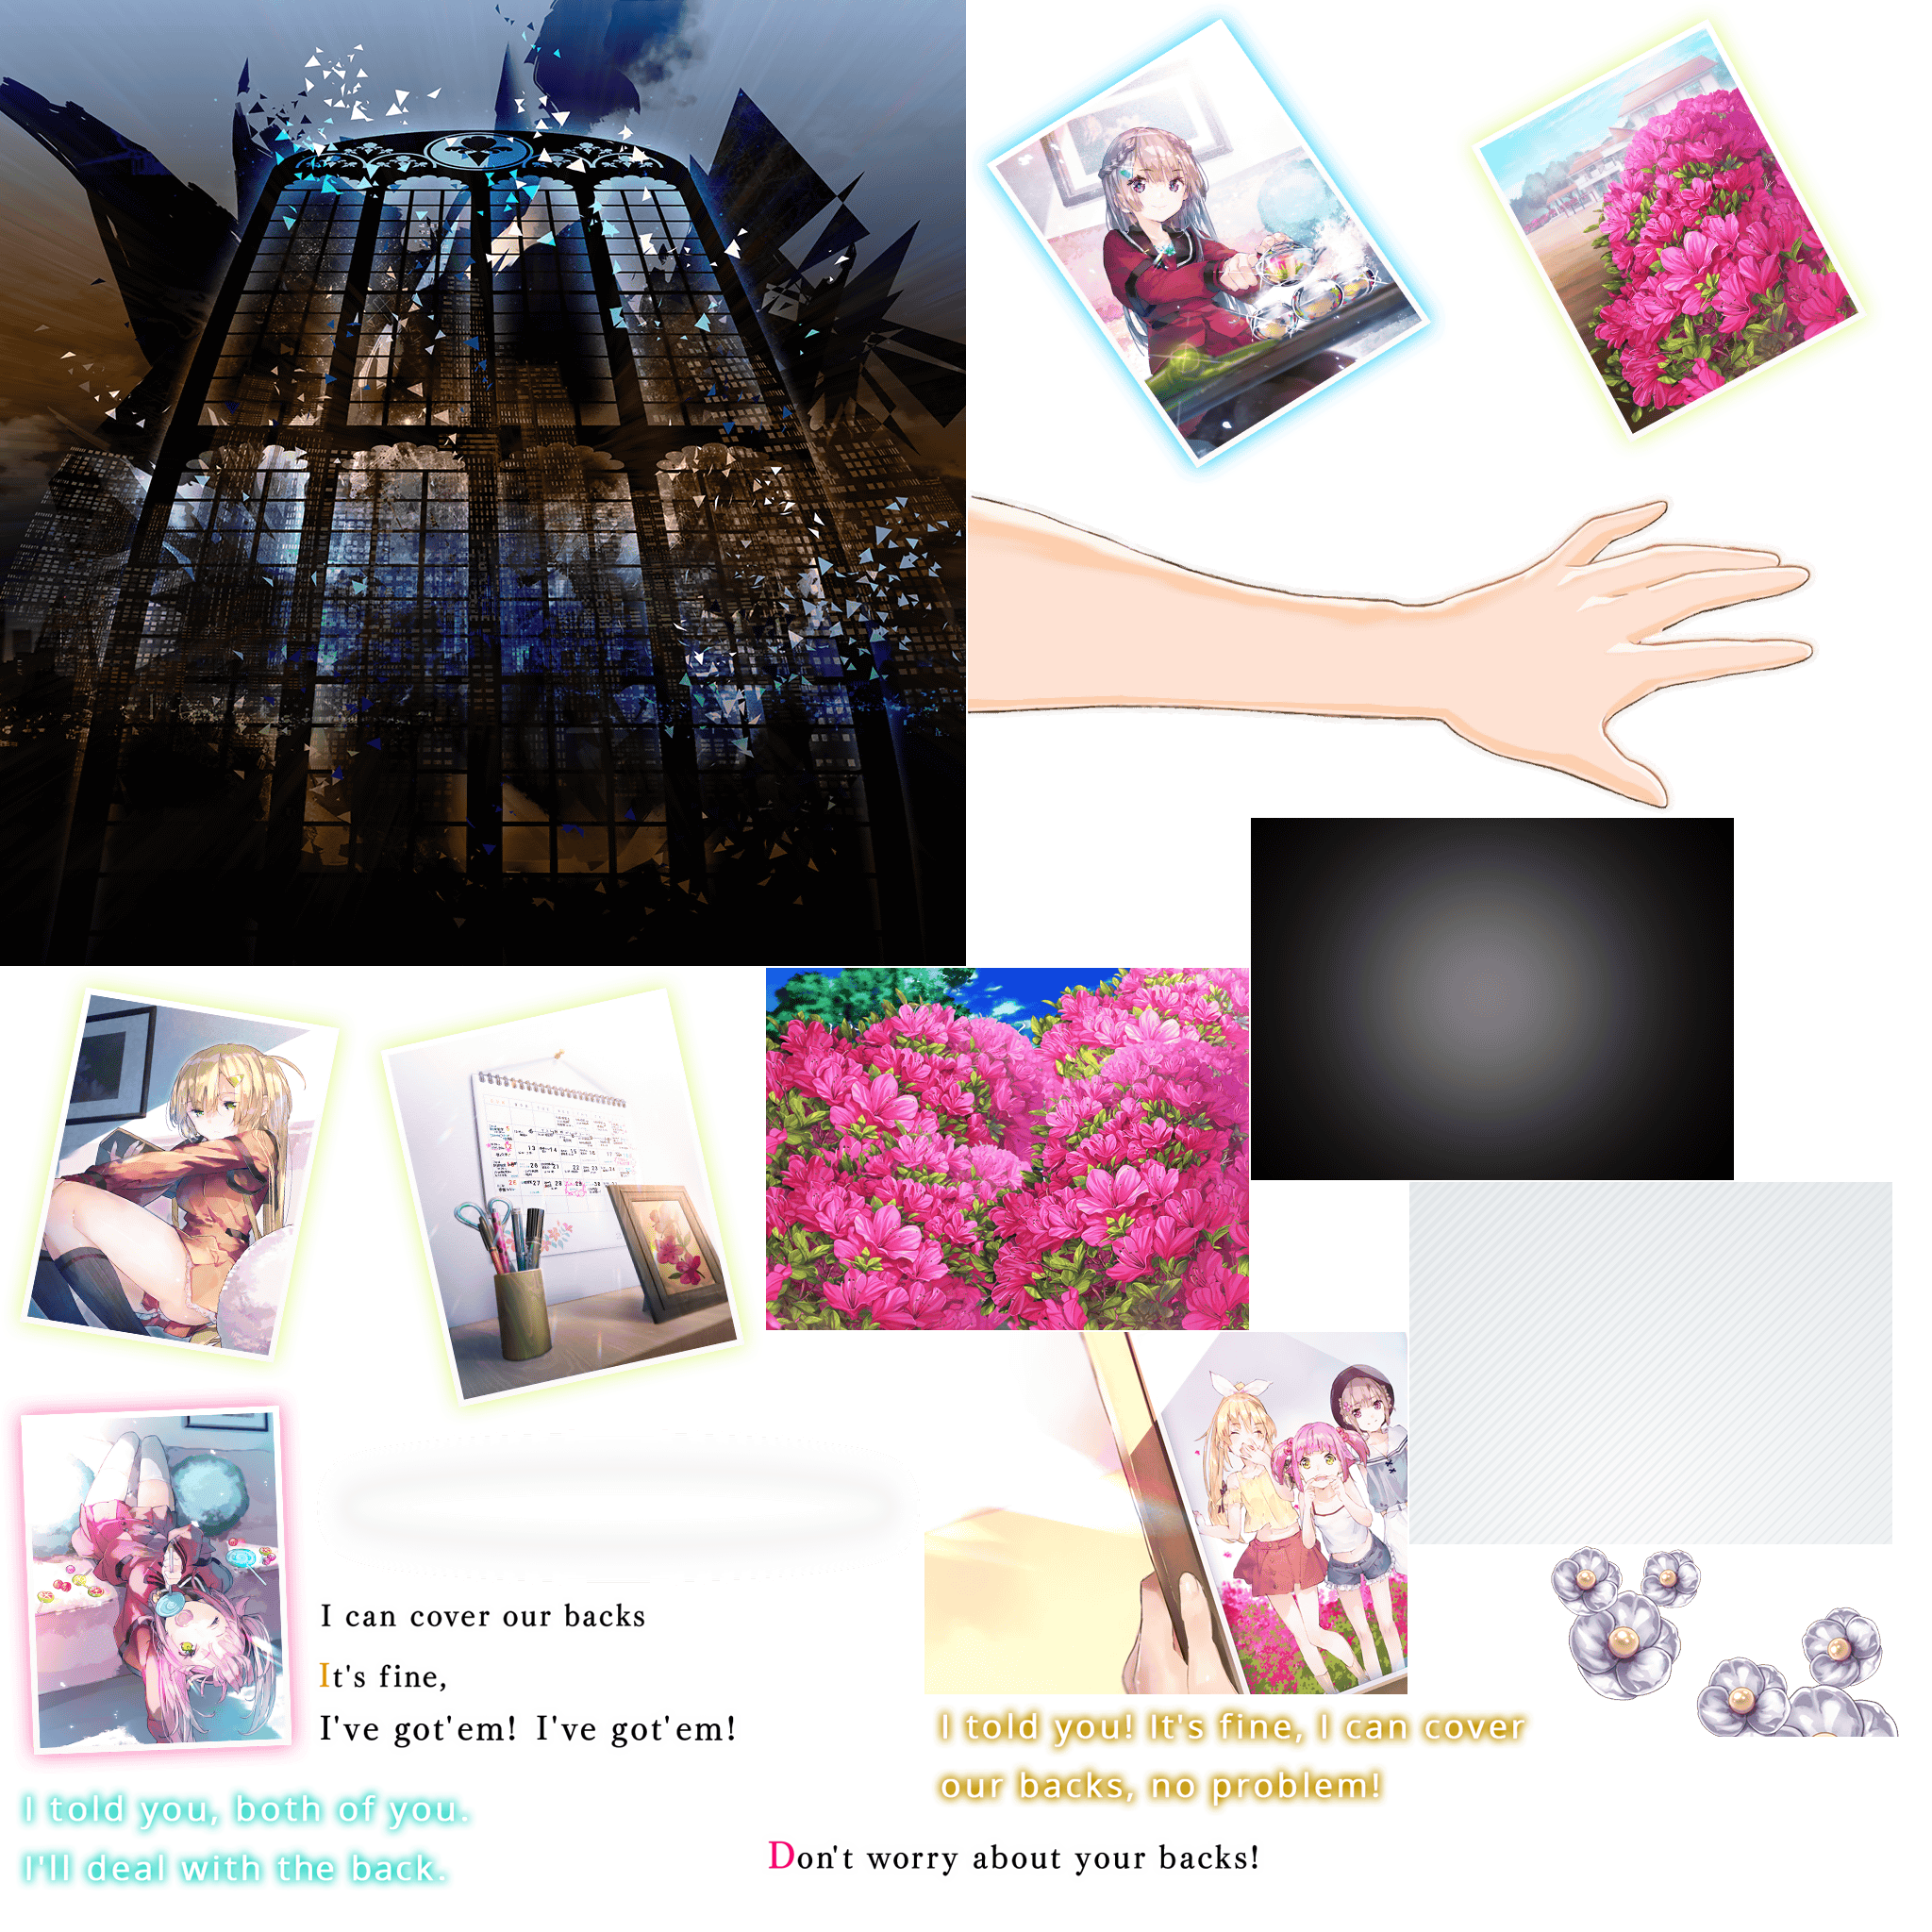 I can cover our backs
It's fine,
I've got'em! I've got'em!
I told you! It's fine, I can cover
our backs, no problem!
I told you, both of you.
I'll deal with the back.
Don't worry about your backs!